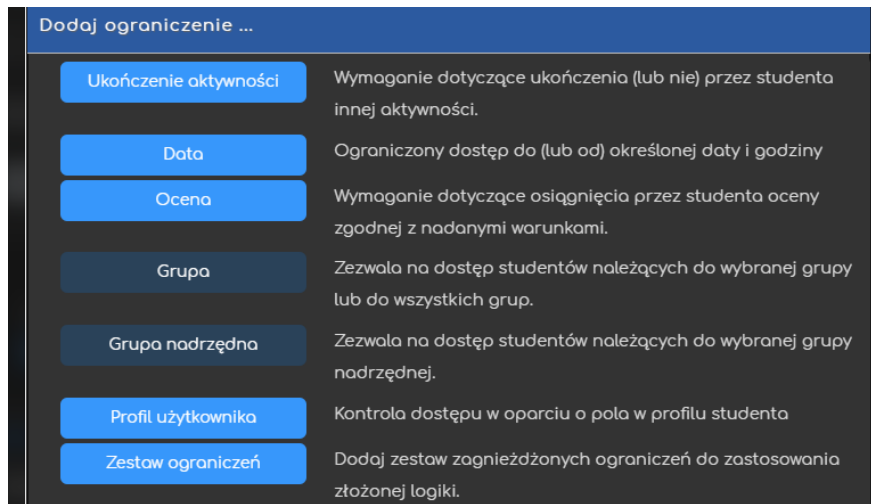 Dodaj ograniczenie ...
Ukończenie aktywności
Wymaganie dotyczące ukończenia (lub nie) przez studenta
innej aktywności.
Data
Ograniczony dostęp do (lub od) określonej daty i godziny
Ocena
Wymaganie dotyczące osiągnięcia przez studenta oceny
zgodnej z nadanymi warunkami.
Grupa
Zezwala na dostęp studentów należących do wybranej grupy
lub do wszystkich grup.
Grupa nadrzędna
Zezwala na dostęp studentów należących do wybranej grupy
nadrzędnej.
Profil użytkownika
Kontrola dostępu w oparciu o pola w profilu studenta
Zestaw ograniczeń
Dodaj zestaw zagnieżdżonych ograniczeń do zastosowania
złożonej logiki.